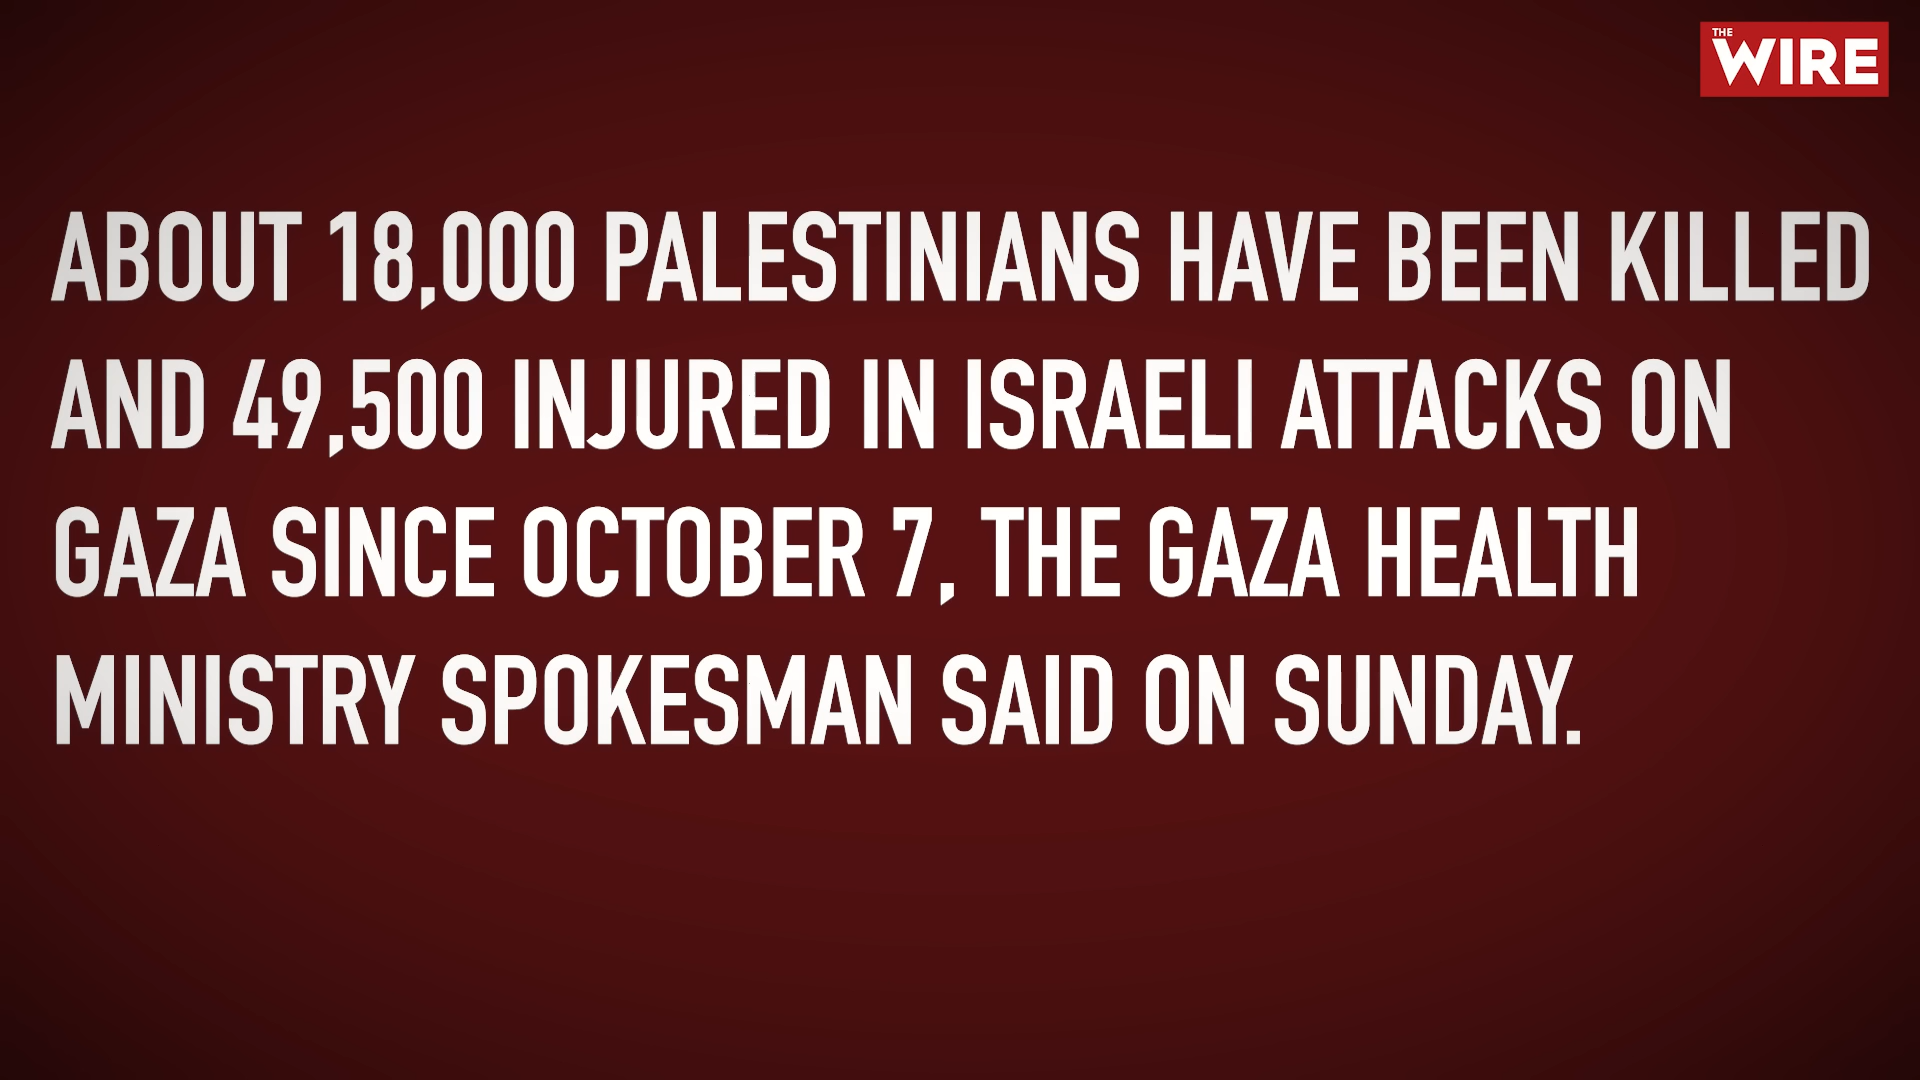 THE
WIRE
ABOUT 18,000 PALESTINIANS HAVE BEEN KILLED
AND 49,500 INJURED IN ISRAELI ATTACKS ON
GAZA SINCE OCTOBER 7, THE GAZA HEALTH
MINISTRY SPOKESMAN SAID ON SUNDAY.